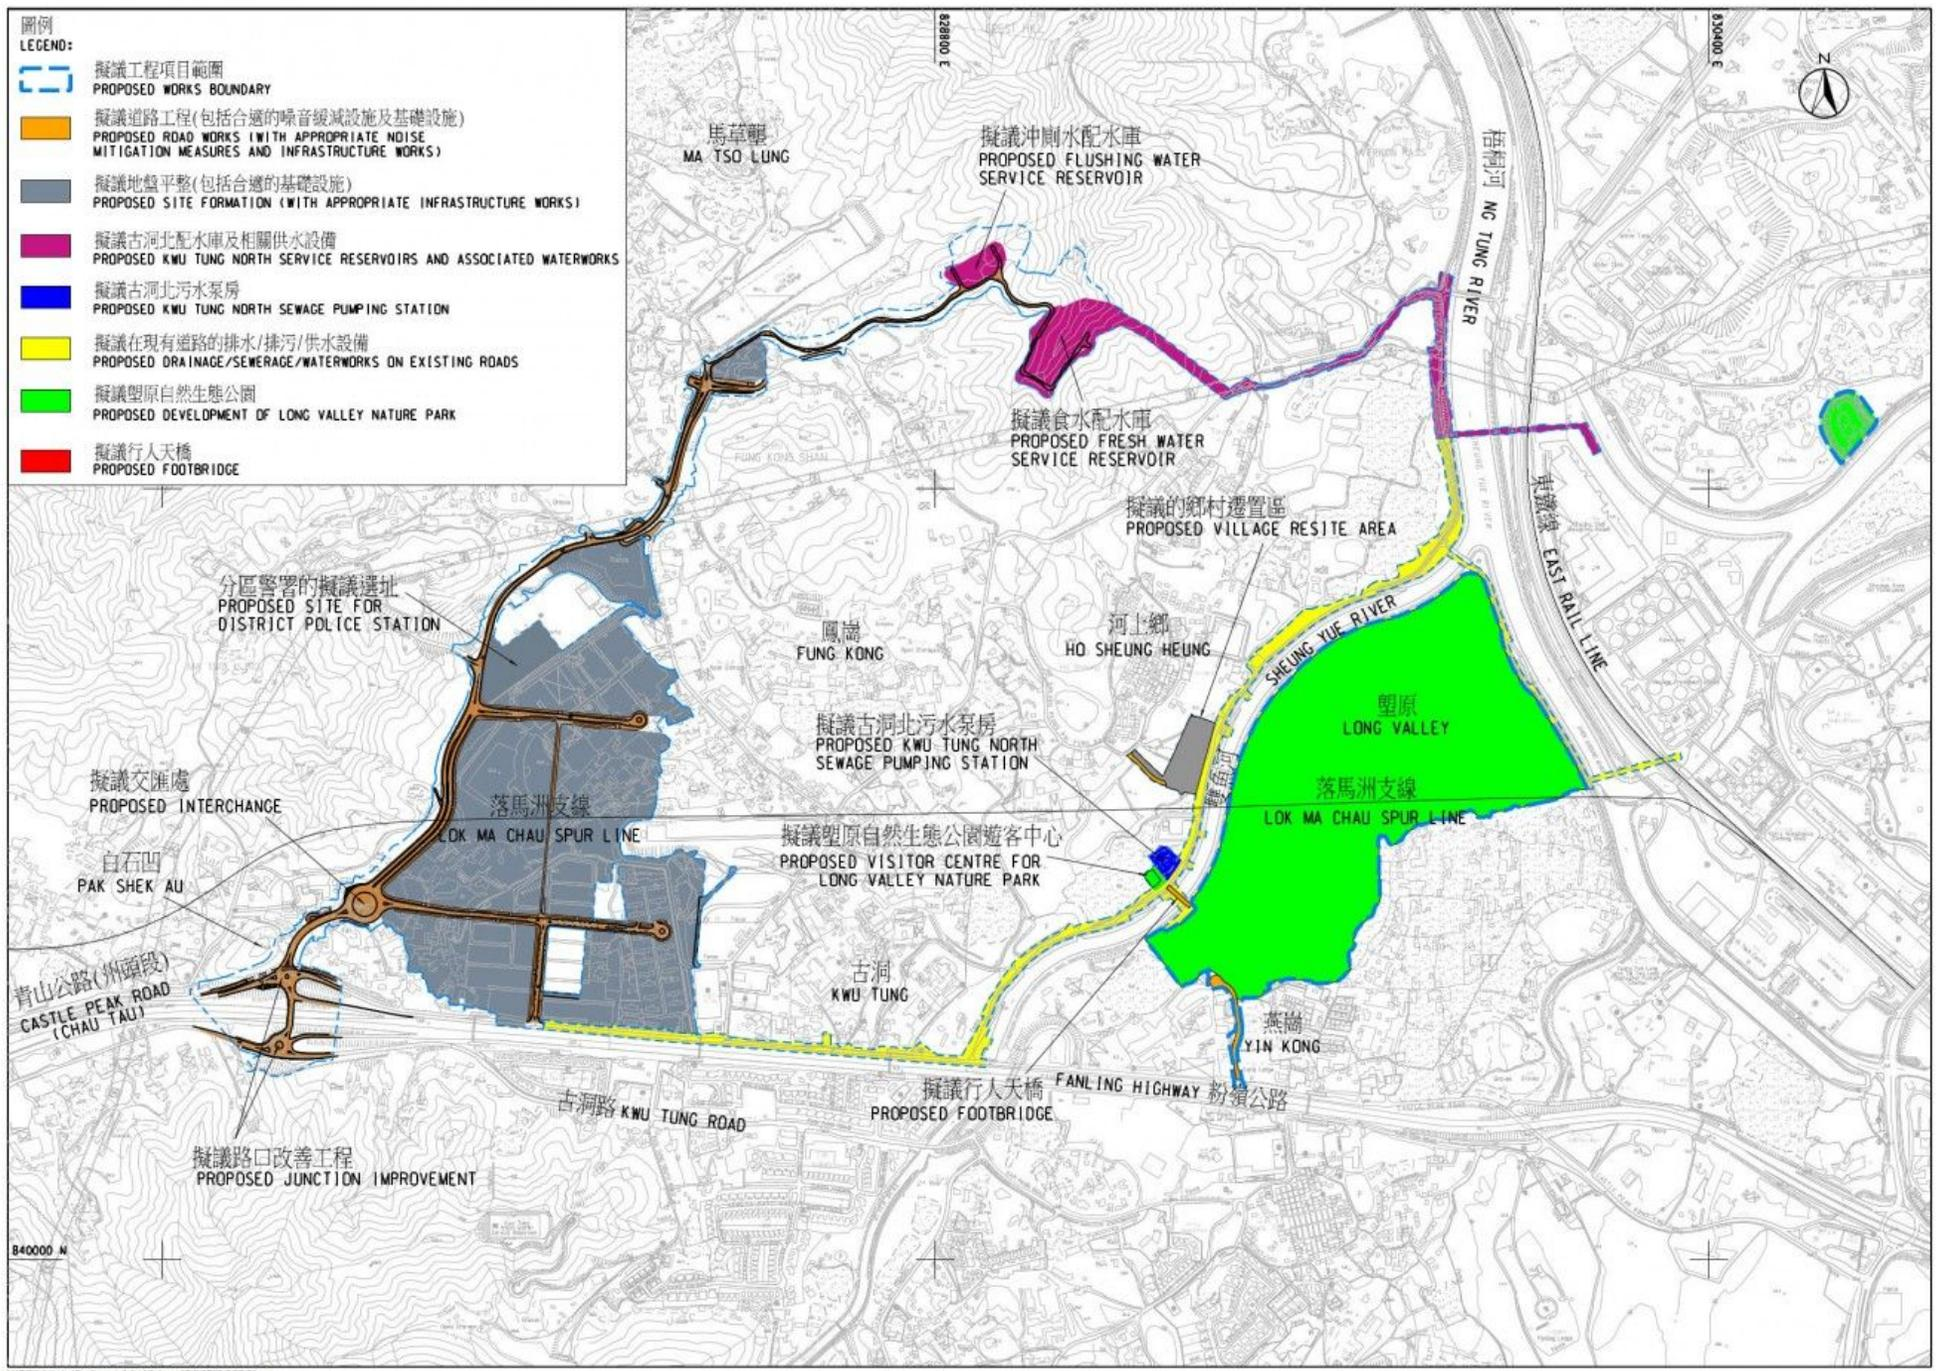 圖例
LEGEND:
擬議工程項目範圍
PROPOSED WORKS BOUNDARY
擬議道路工程(包括合適的噪音緩減設施及基礎設施)
PROPOSED ROAD WORKS (WITH APPROPRIATE NOISE
MITIGATION MEASURES AND INFRASTRUCTURE WORKS)
擬議地盤平整(包括合適的基礎設施)
PROPOSED SITE FORMATION (WITH APPROPRIATE INFRASTRUCTURE WORKS)
擬議古洞北配水庫及相關供水設備
PROPOSED KWU TUNG NORTH SERVICE RESERVOIRS AND ASSOCIATED WATERWORKS
擬議古洞北污水泵房
PROPOSED KWU TUNG NORTH SEWAGE PUMPING STATION
擬議在現有道路的排水/排污/供水設備
PROPOSED DRAINAGE/SEWERAGE/WATERWORKS ON EXISTING ROADS
擬議塱原自然生態公園
PROPOSED DEVELOPMENT OF LONG VALLEY NATURE PARK
擬議行人天橋
PROPOSED FOOTBRIDGE
828800 E
830400 E
N
馬草壟
MA TSO LUNG
擬議沖廁水配水庫
PROPOSED FLUSHING WATER
SERVICE RESERVOIR
梧桐河 NG TUNG RIVER
擬議食水配水庫
PROPOSED FRESH WATER
SERVICE RESERVOIR
FUNG KONG SHAN
擬議的鄉村遷置區
PROPOSED VILLAGE RESITE AREA
東鐵線 EAST RAIL LINE
分區警署的擬議選址
PROPOSED SITE FOR
DISTRICT POLICE STATION
鳳崗
FUNG KONG
河上鄉
HO SHEUNG HEUNG
SHEUNG YUE RIVER
雙魚河
塱原
LONG VALLEY
擬議古洞北污水泵房
PROPOSED KWU TUNG NORTH
SEWAGE PUMPING STATION
擬議交匯處
PROPOSED INTERCHANGE
落馬洲支線
LOK MA CHAU SPUR LINE
落馬洲支線
LOK MA CHAU SPUR LINE
擬議塱原自然生態公園遊客中心
PROPOSED VISITOR CENTRE FOR
LONG VALLEY NATURE PARK
白石凹
PAK SHEK AU
青山公路(州頭段)
CASTLE PEAK ROAD
(CHAU TAU)
古洞
KWU TUNG
燕崗
YIN KONG
擬議行人天橋
PROPOSED FOOTBRIDGE
FANLING HIGHWAY 粉嶺公路
古洞路 KWU TUNG ROAD
擬議路口改善工程
PROPOSED JUNCTION IMPROVEMENT
840000 N